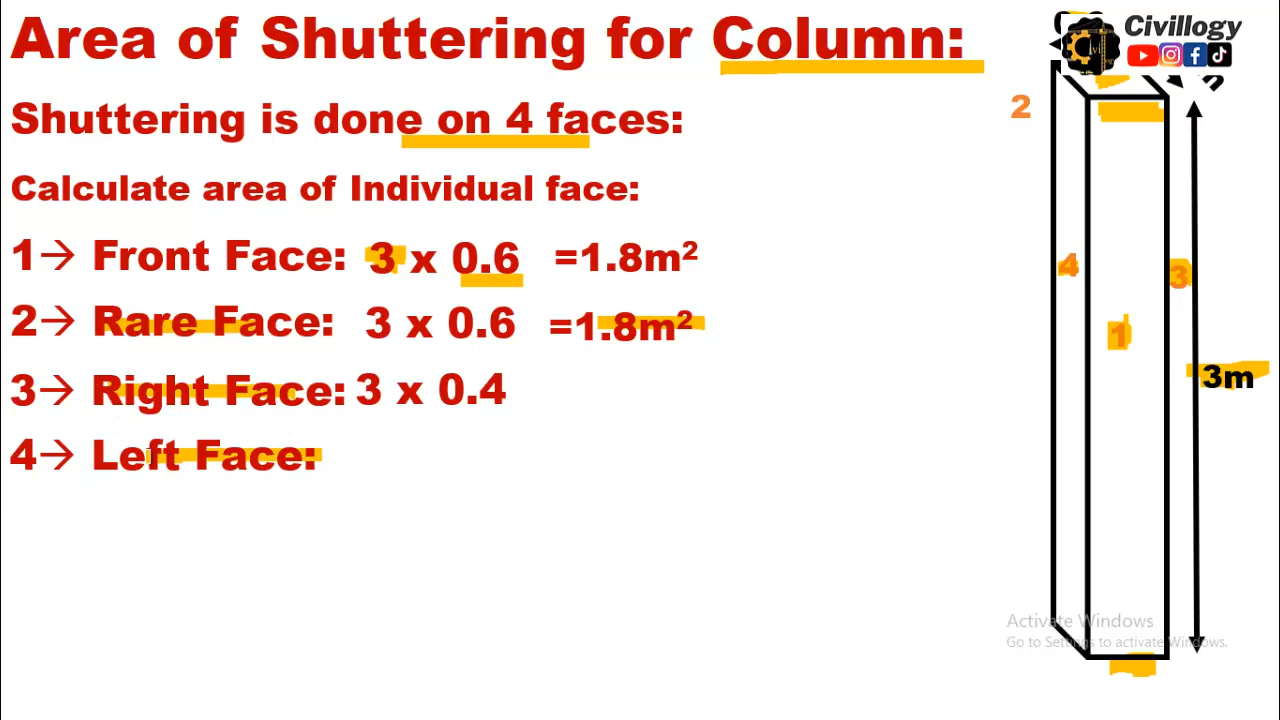 Area of Shuttering for Column:
Civillogy
Shuttering is done on 4 faces:
2
Calculate area of Individual face:
1→ Front Face: 3 x 0.6 =1.8m²
2→ Rare Face: 3 x 0.6 =1.8m²
3→ Right Face: 3 x 0.4
4→ Left Face:
4
3
1
3m
Activate Windows
Go to Settings to activate Windows.